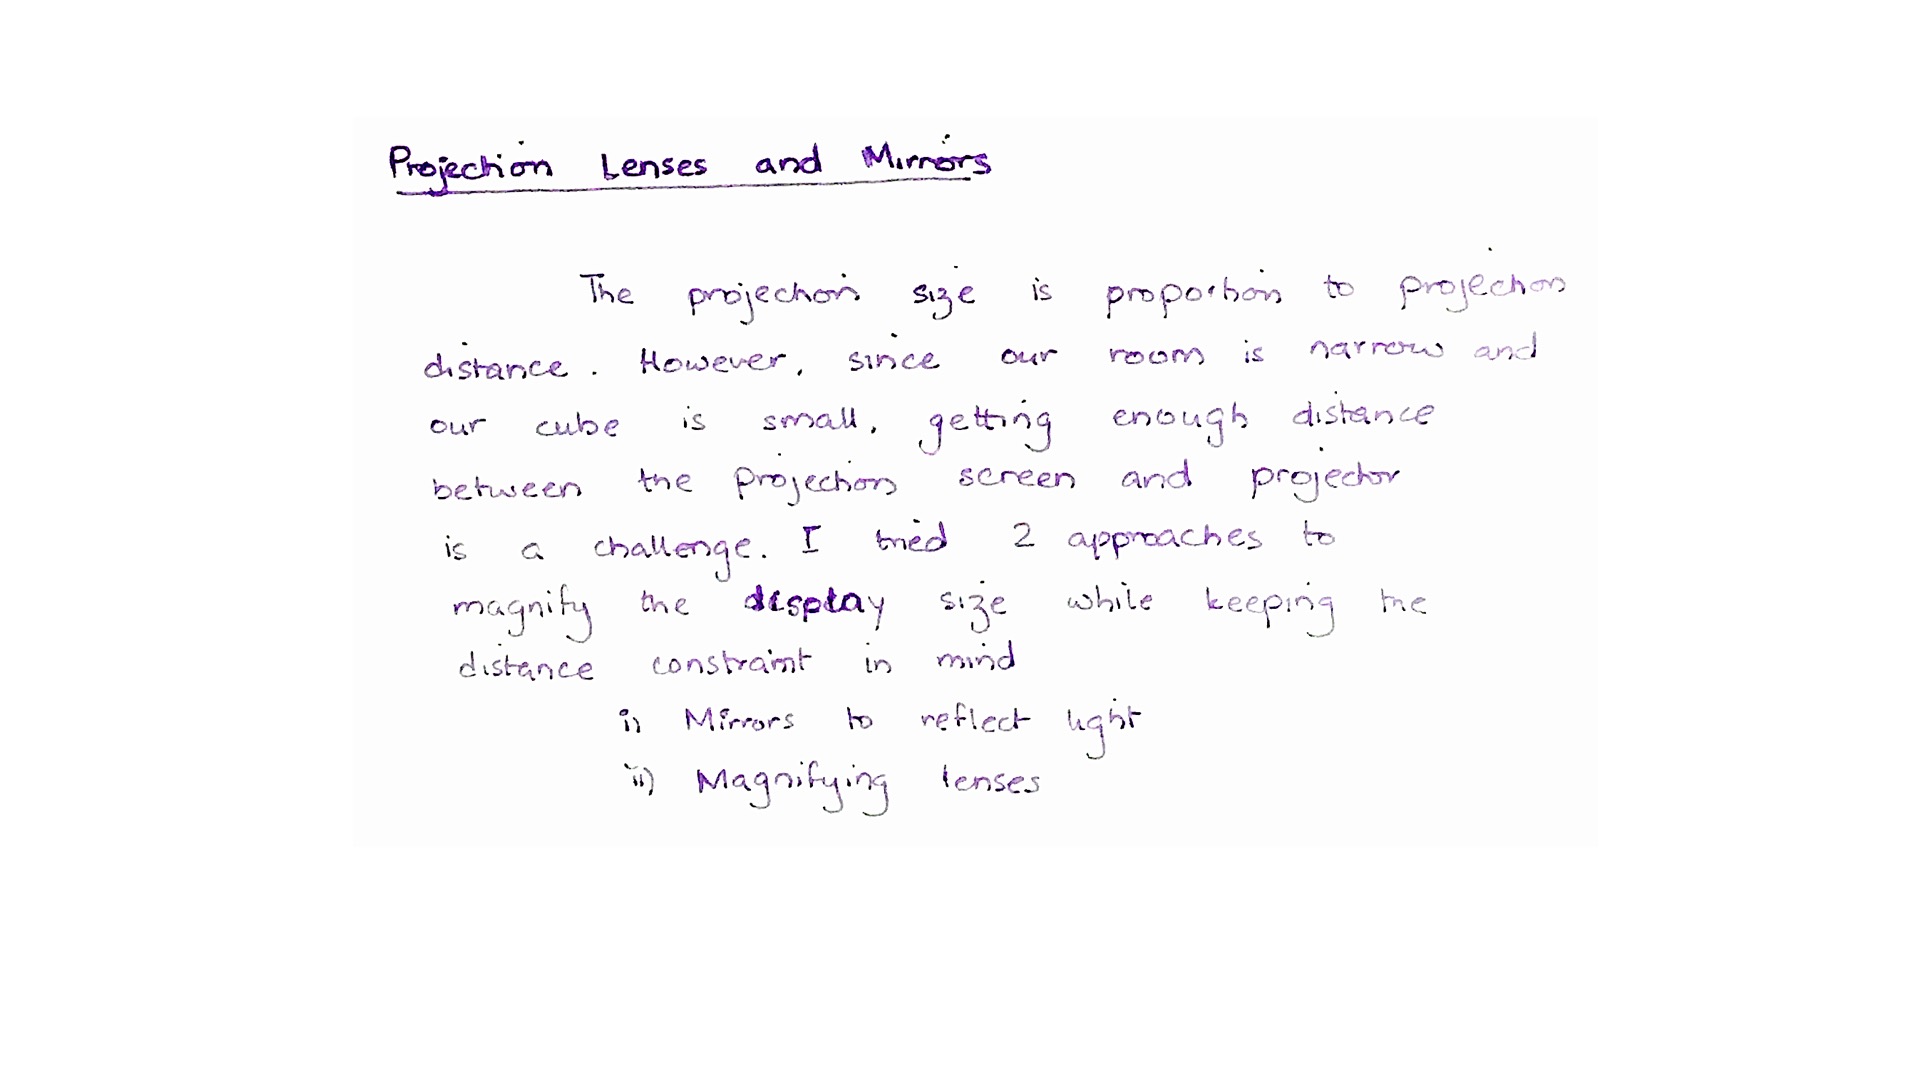 Projection Lenses and Mirrors
The projection size is proportion to projection
distance. However, since our room is narrow and
our cube is small, getting enough distance
between the projection screen and projector
is a challenge. I tried 2 approaches to
magnify the display size while keeping the
distance constraint in mind
i) Mirrors to reflect light
ii) Magnifying lenses